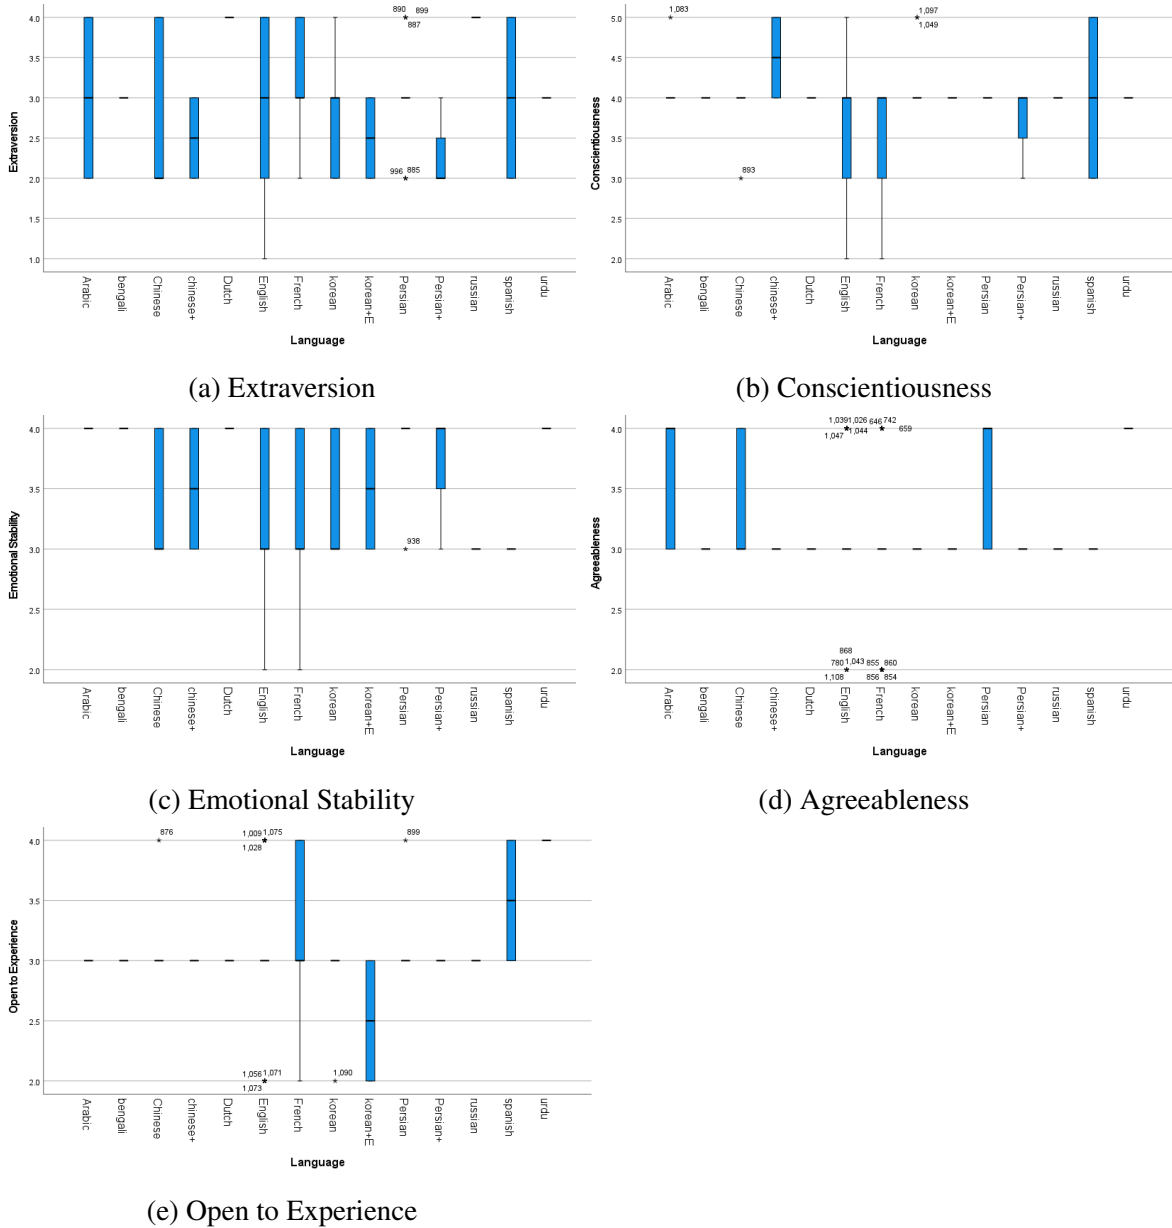 890 899
887
4.0
3.5
3.0
2.5
996 885
2.0
1.5
1.0
Extraversion
Arabic bengali Chinese chinese+ Dutch English French korean korean+E Persian Persian+ russian spanish urdu
Language
(a) Extraversion
1,083 1,097
1,049
5.0
4.5
4.0
3.5
893
3.0
2.5
2.0
Conscientiousness
Arabic bengali Chinese chinese+ Dutch English French korean korean+E Persian Persian+ russian spanish urdu
Language
(b) Conscientiousness
4.0
3.5
938
3.0
2.5
2.0
Emotional Stability
Arabic bengali Chinese chinese+ Dutch English French korean korean+E Persian Persian+ russian spanish urdu
Language
(c) Emotional Stability
1,039 1,026 646 742
1,047 1,044 659
4.0
3.5
3.0
2.5
868
780 1,043 855 860
2.0
1,108 856 854
Agreeableness
Arabic bengali Chinese chinese+ Dutch English French korean korean+E Persian Persian+ russian spanish urdu
Language
(d) Agreeableness
876 1,009 1,075 899
4.0
1,028
3.5
3.0
2.5
1,056 1,071 1,090
2.0
1,073
Open to Experience
Arabic bengali Chinese chinese+ Dutch English French korean korean+E Persian Persian+ russian spanish urdu
Language
(e) Open to Experience